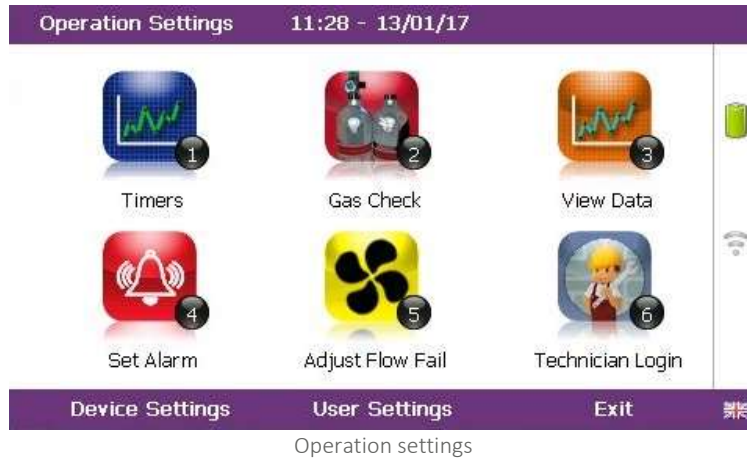 Operation Settings 11:28 - 13/01/17
1 2 3
Timers Gas Check View Data
4 5 6
Set Alarm Adjust Flow Fail Technician Login
Device Settings User Settings Exit
Operation settings